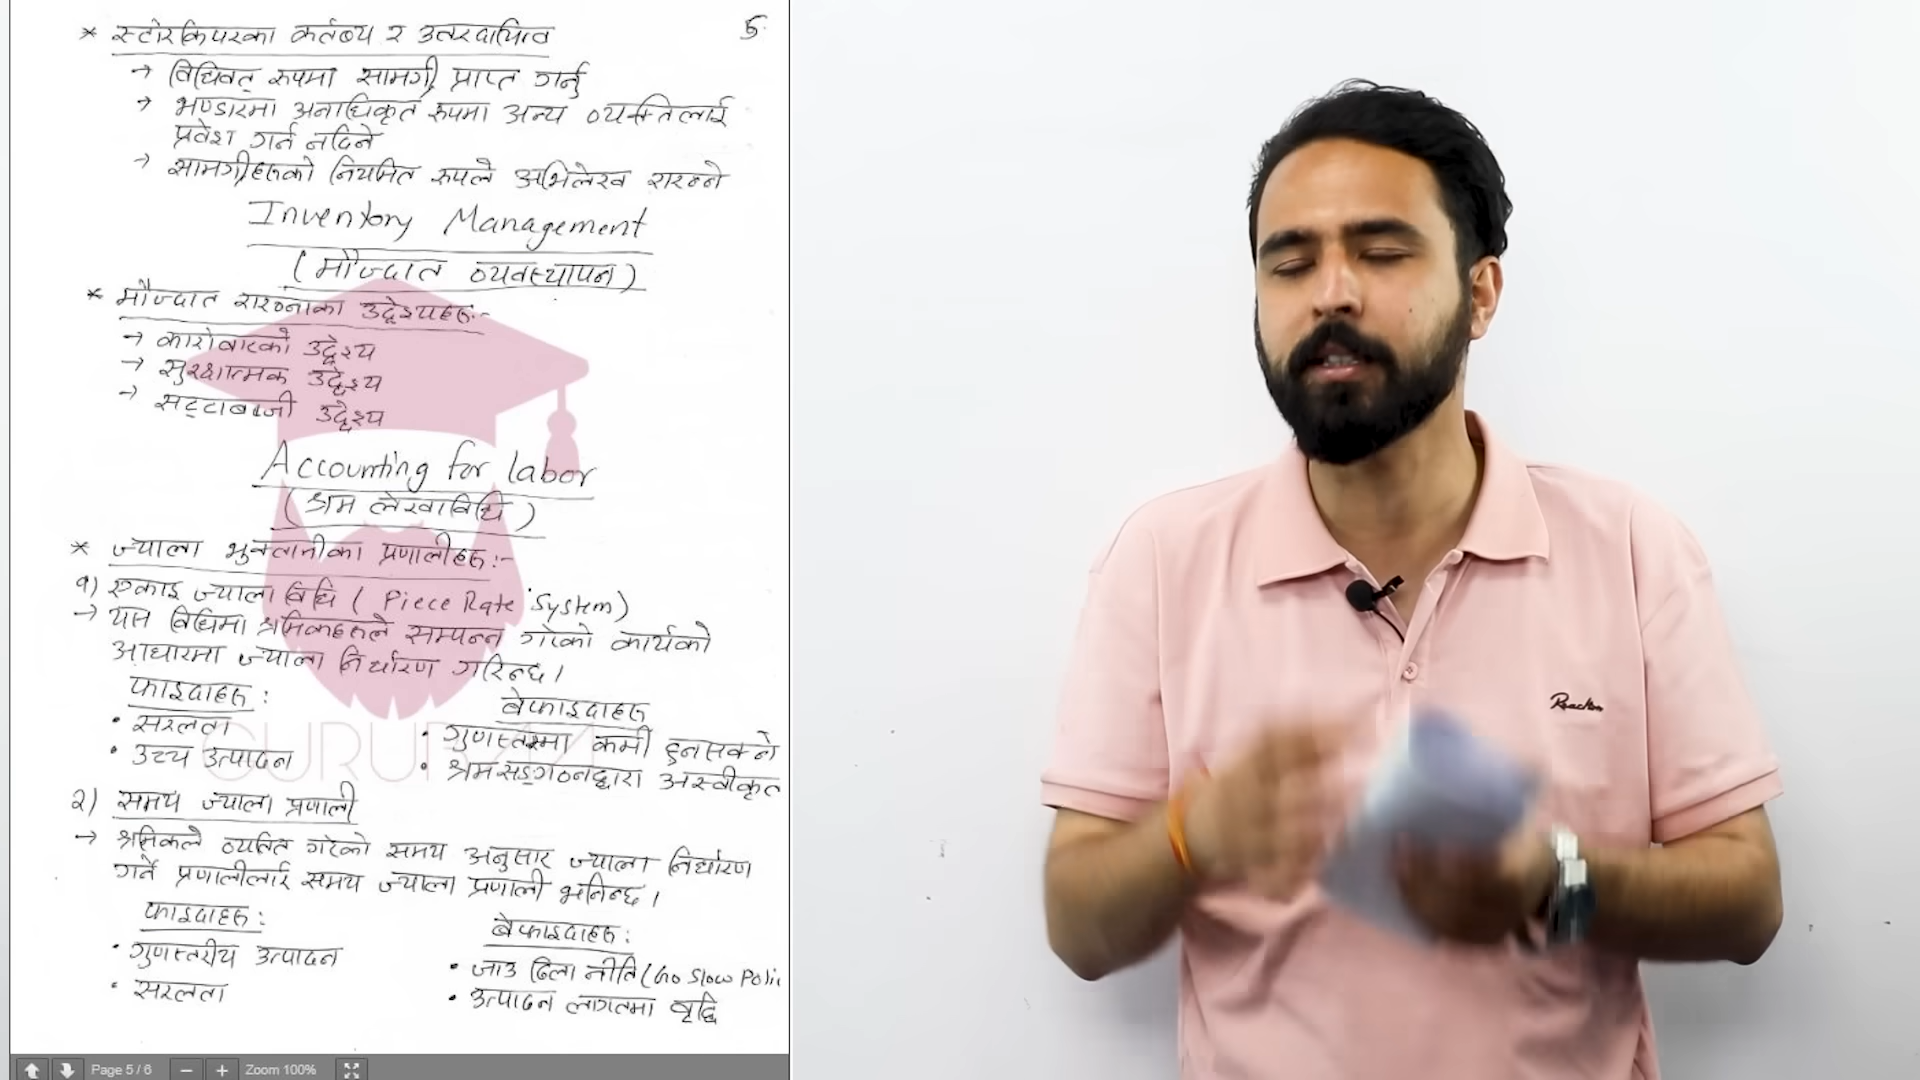 5
* स्टोरकिपरका कर्तब्य र उत्तरदायित्व
→ विधिवत् रुपमा सामग्री प्राप्त गर्नु
→ भण्डारमा अनाधिकृत रुपमा अन्य व्यक्तिलाई
प्रवेश गर्न नदिने
→ सामग्रीहरुको नियमित रुपले अभिलेख राख्ने
Inventory Management
(मौज्दात व्यवस्थापन)
* मौज्दात राख्नाका उद्देश्यहरु:-
→ कारोबारको उद्देश्य
→ सुरक्षात्मक उद्देश्य
→ सट्टाबाजी उद्देश्य
Accounting for labor
(श्रम लेखाविधि)
* ज्याला भुक्तानीका प्रणालीहरु:-
१) एकाइ ज्याला विधि (Piece Rate System)
→ यस विधिमा श्रमिकहरुले सम्पन्न गरेको कार्यको
आधारमा ज्याला निर्धारण गरिन्छ।
फाइदाहरु:
• सरलता
• उच्च उत्पादन
बेफाइदाहरु
• गुणस्तरमा कमी हुनसक्ने
• श्रमसङ्गठनद्वारा अस्वीकृत
२) समय ज्याला प्रणाली
→ श्रमिकले व्यतित गरेको समय अनुसार ज्याला निर्धारण
गर्ने प्रणालीलाई समय ज्याला प्रणाली भनिन्छ।
फाइदाहरु:
• गुणस्तरीय उत्पादन
• सरलता
बेफाइदाहरु:
• जाउ ढिला नीति (Go Slow Polic
• उत्पादन लागतमा वृद्धि
Page 5 / 6
Zoom 100%